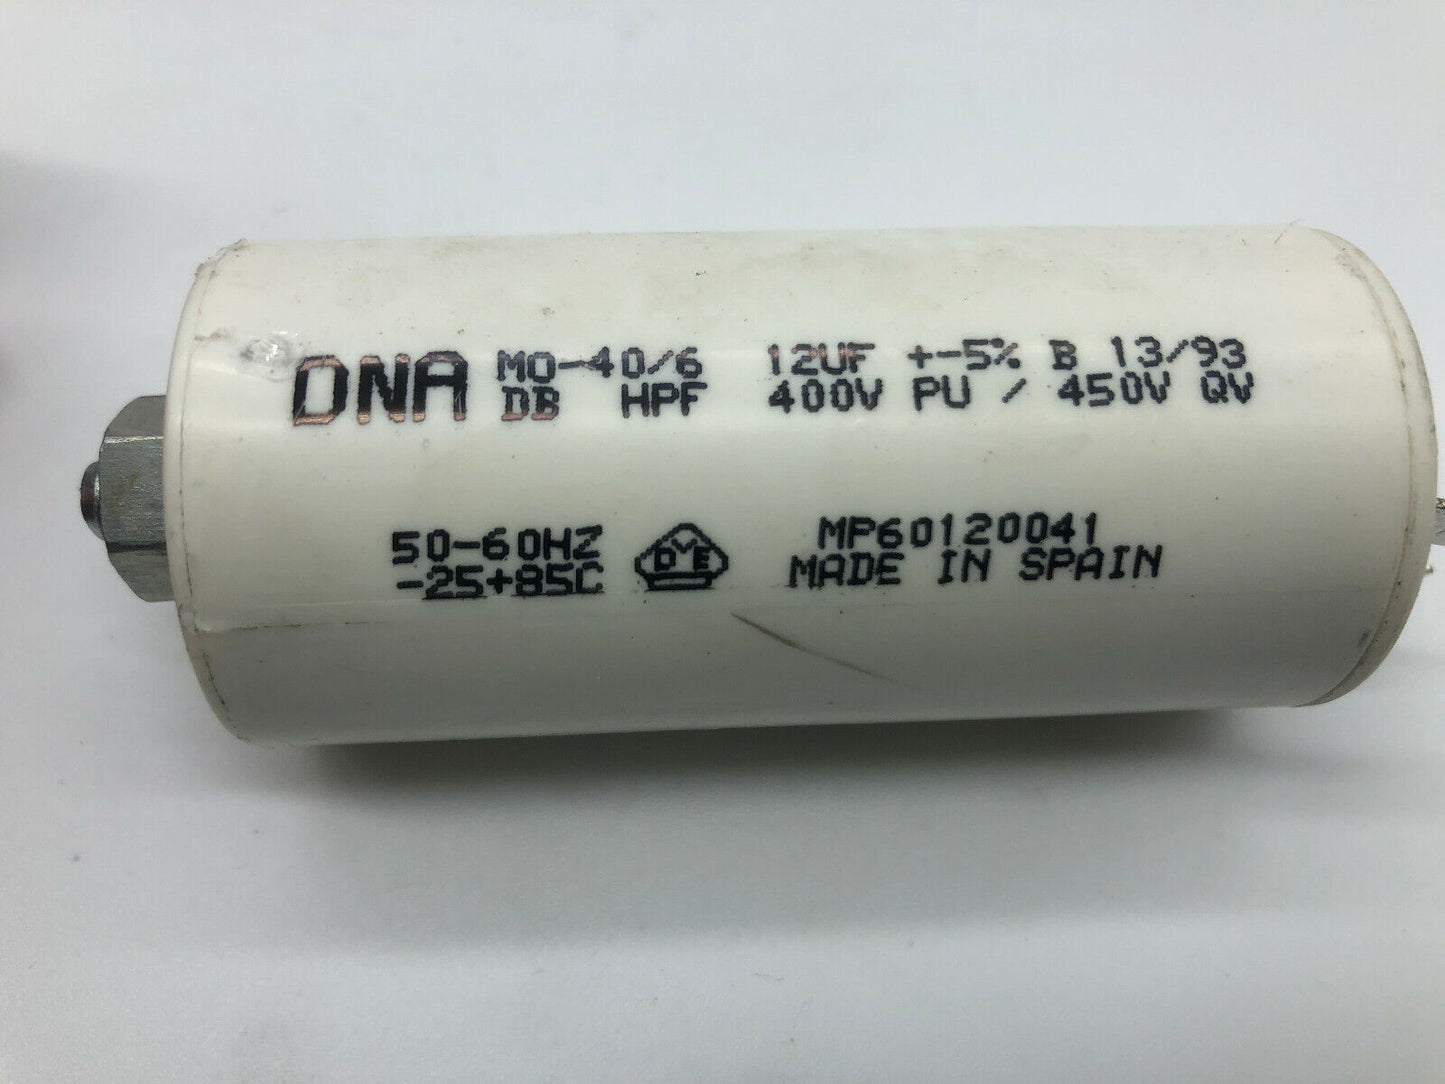 DNA MO-40/6 12UF +-5% B 13/93
DB HPF 400V PU / 450V QV
50-60HZ DVE MP60120041
-25+85C MADE IN SPAIN